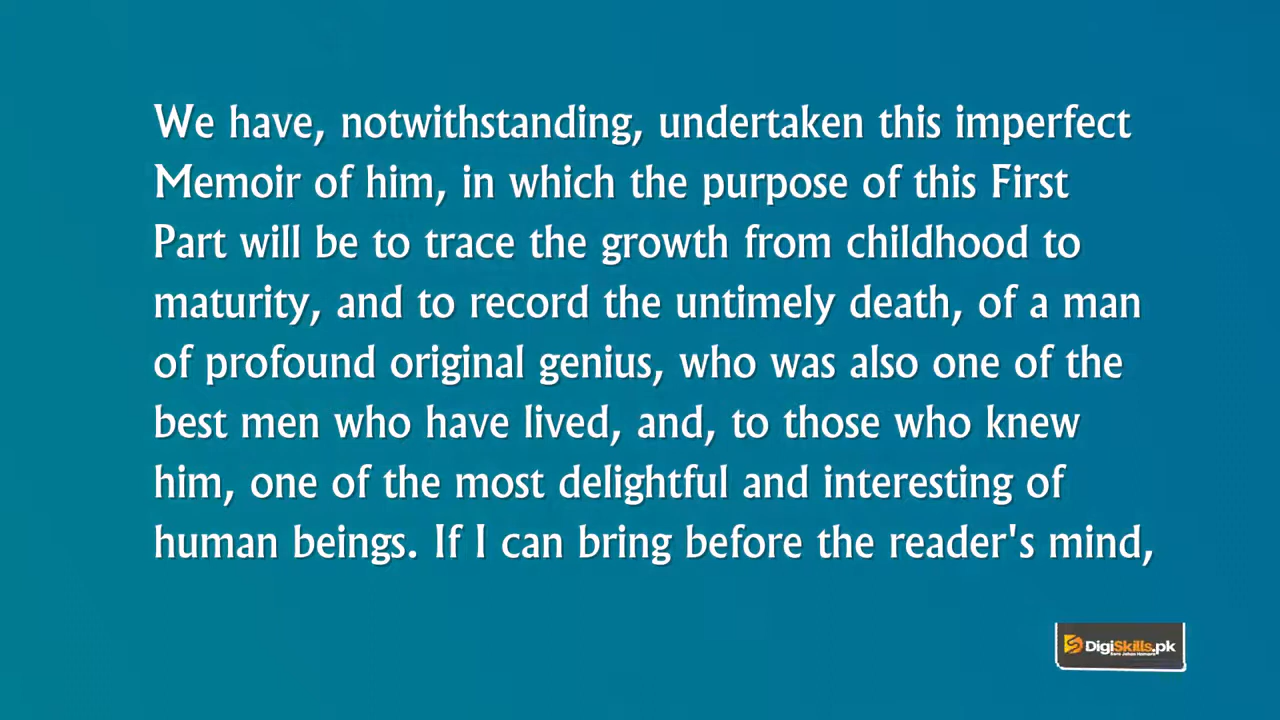 We have, notwithstanding, undertaken this imperfect
Memoir of him, in which the purpose of this First
Part will be to trace the growth from childhood to
maturity, and to record the untimely death, of a man
of profound original genius, who was also one of the
best men who have lived, and, to those who knew
him, one of the most delightful and interesting of
human beings. If I can bring before the reader's mind,
DigiSkills.pk